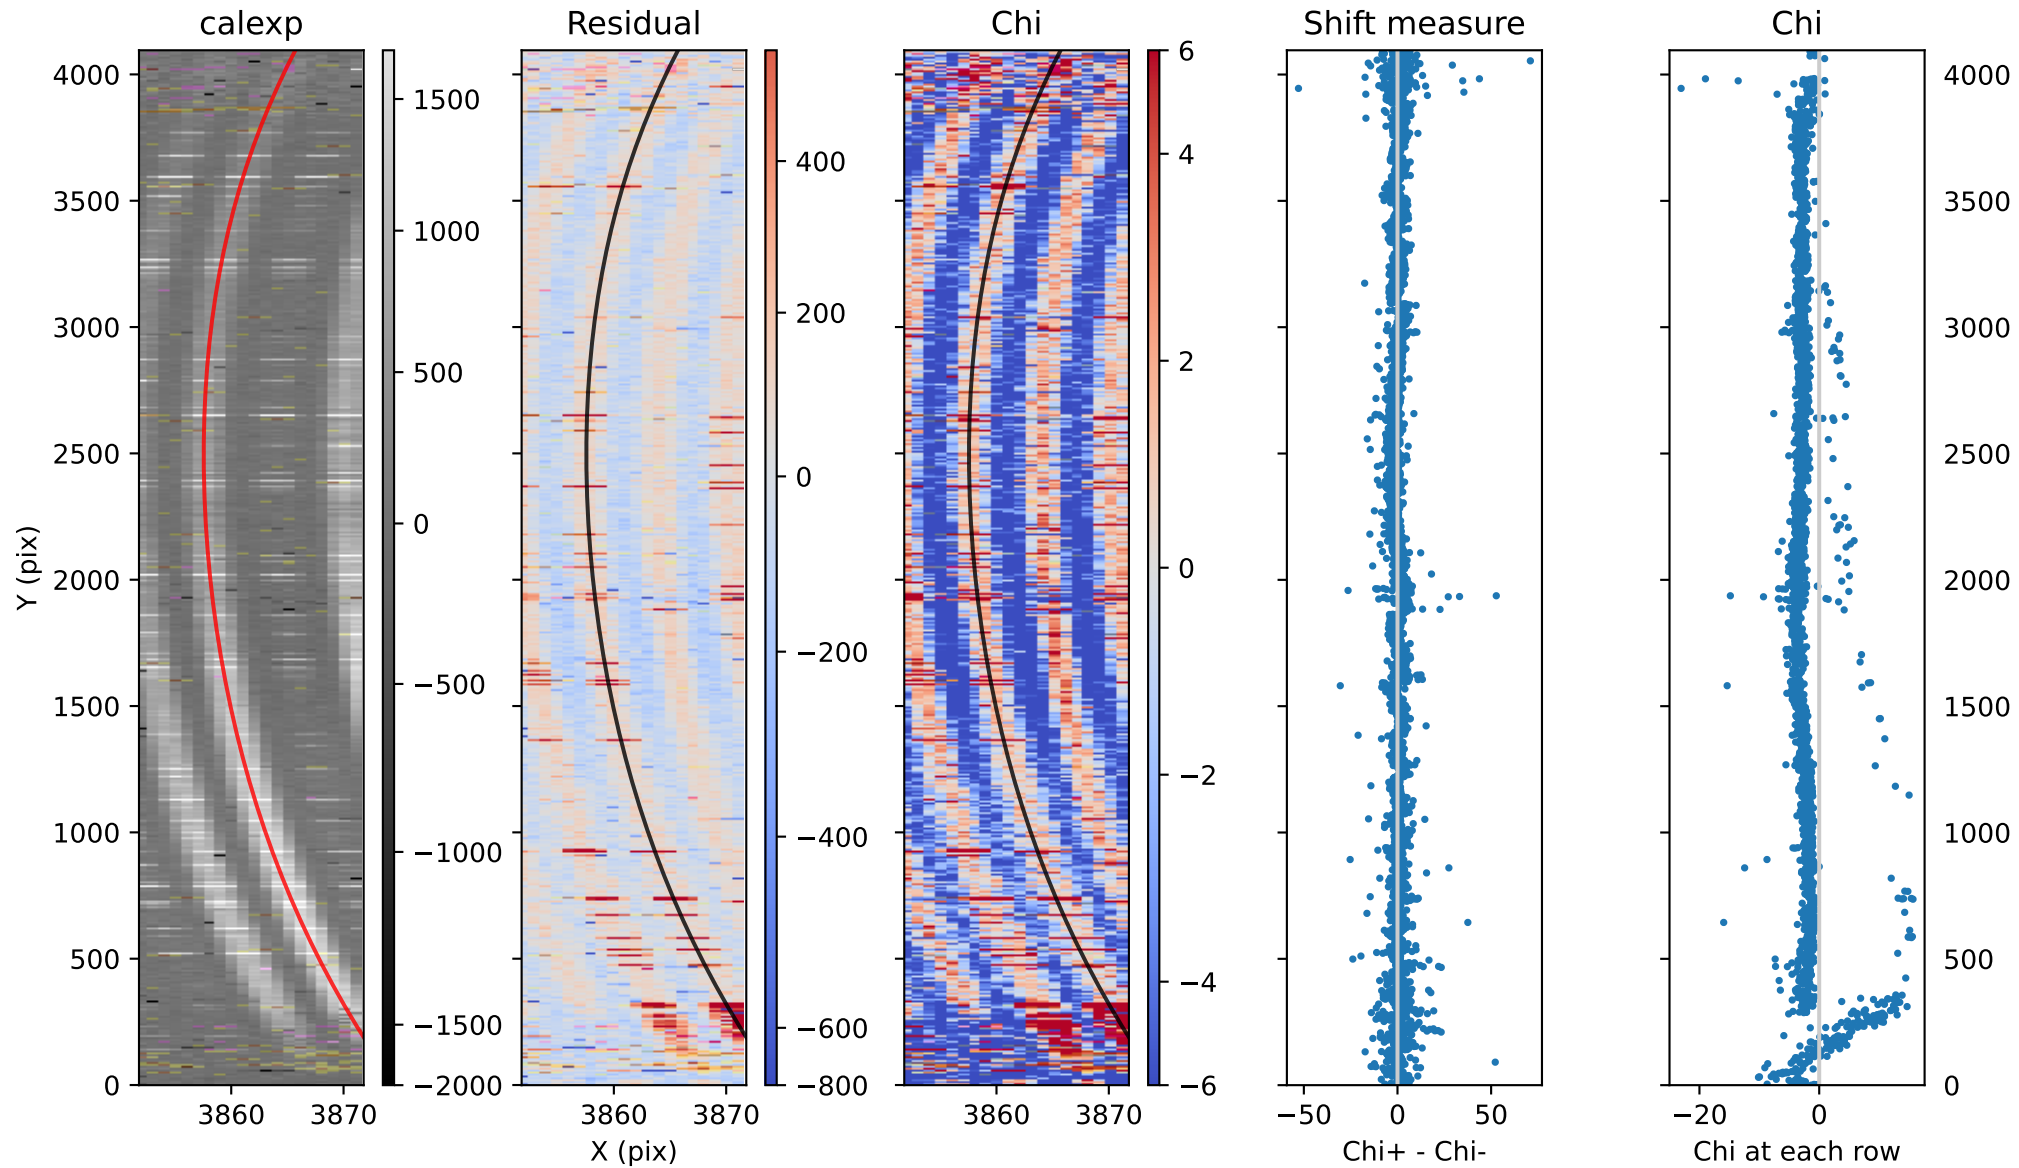 calexp Residual Chi Shift measure Chi
4000 1500 400 6 4000
3500 1000 4 3500
3000 500 200 2 3000
2500 0 0 0 2500
2000 −500 −200 −2 2000
1500 −1000 −400 −4 1500
1000 −1500 −600 −6 1000
500 −2000 −800 500
0 0
Y (pix)
3860 3870 3860 3870 3860 3870 −50 0 50 −20 0
X (pix) Chi+ - Chi- Chi at each row